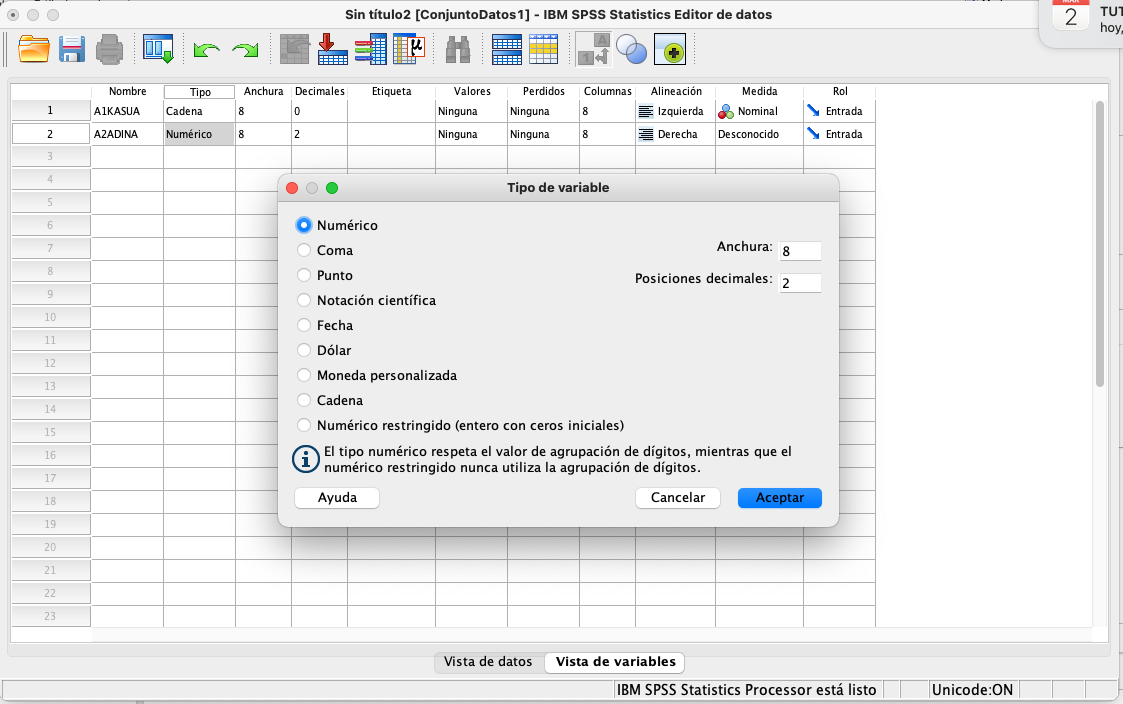 Sin título2 [ConjuntoDatos1] - IBM SPSS Statistics Editor de datos
MAR
2
TUT
hoy,
Nombre Tipo Anchura Decimales Etiqueta Valores Perdidos Columnas Alineación Medida Rol
1 A1KASUA Cadena 8 0 Ninguna Ninguna 8 Izquierda Nominal Entrada
2 A2ADINA Numérico 8 2 Ninguna Ninguna 8 Derecha Desconocido Entrada
3
4
5
6
7
8
9
10
11
12
13
14
15
16
17
18
19
20
21
22
23
Tipo de variable
Numérico
Coma
Punto
Notación científica
Fecha
Dólar
Moneda personalizada
Cadena
Numérico restringido (entero con ceros iniciales)
Anchura: 8
Posiciones decimales: 2
El tipo numérico respeta el valor de agrupación de dígitos, mientras que el
numérico restringido nunca utiliza la agrupación de dígitos.
Ayuda Cancelar Aceptar
Vista de datos Vista de variables
IBM SPSS Statistics Processor está listo Unicode:ON